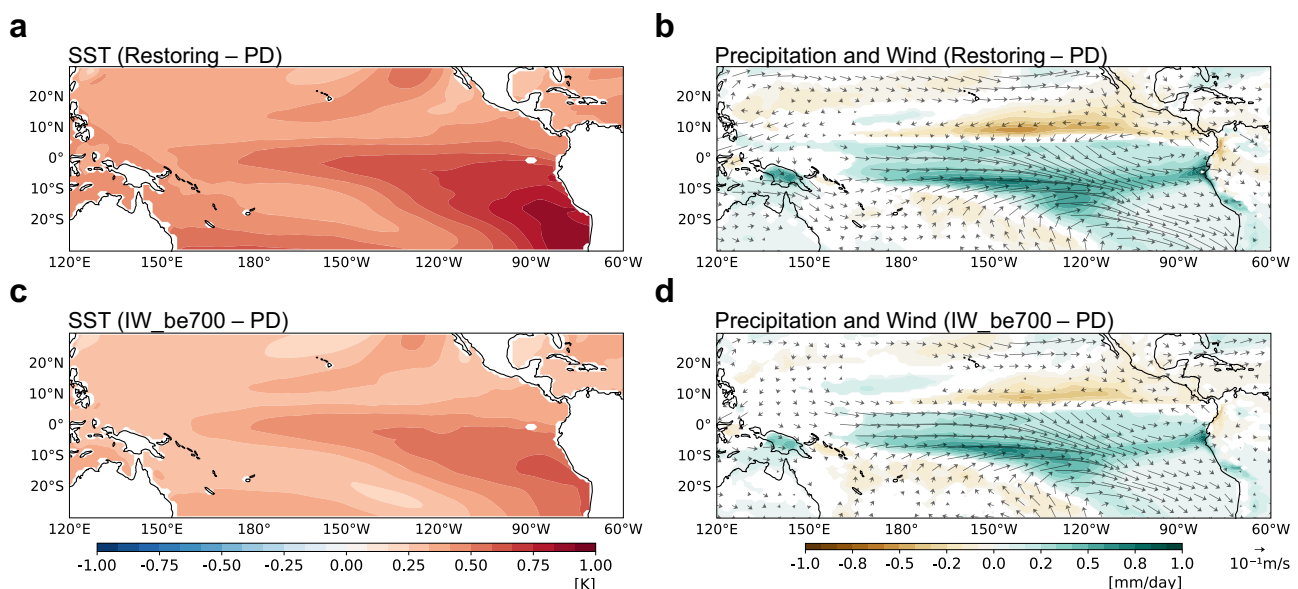 a
SST (Restoring – PD)
20°N
10°N
0°
10°S
20°S
120°E 150°E 180° 150°W 120°W 90°W 60°W
b
Precipitation and Wind (Restoring – PD)
20°N
10°N
0°
10°S
20°S
120°E 150°E 180° 150°W 120°W 90°W 60°W
c
SST (IW_be700 – PD)
20°N
10°N
0°
10°S
20°S
120°E 150°E 180° 150°W 120°W 90°W 60°W
-1.00 -0.75 -0.50 -0.25 0.00 0.25 0.50 0.75 1.00
[K]
d
Precipitation and Wind (IW_be700 – PD)
20°N
10°N
0°
10°S
20°S
120°E 150°E 180° 150°W 120°W 90°W 60°W
-1.0 -0.8 -0.5 -0.2 0.0 0.2 0.5 0.8 1.0
[mm/day]
10⁻¹m/s